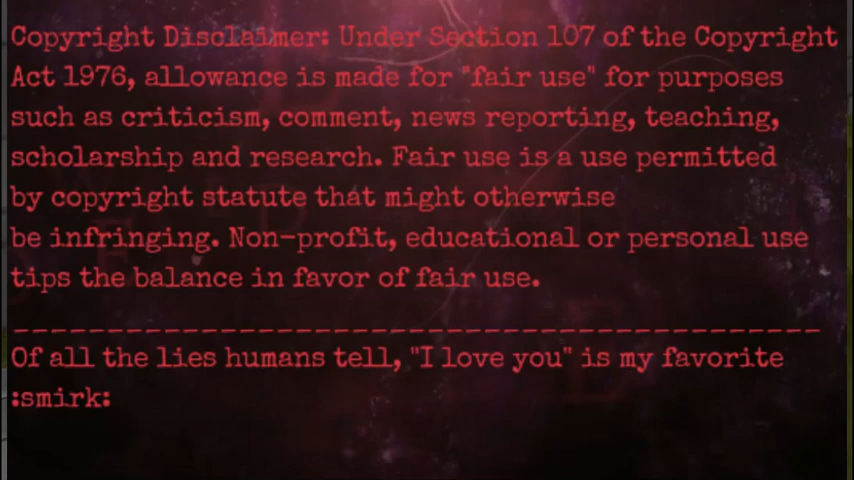 Copyright Disclaimer: Under Section 107 of the Copyright
Act 1976, allowance is made for "fair use" for purposes
such as criticism, comment, news reporting, teaching,
scholarship and research. Fair use is a use permitted
by copyright statute that might otherwise
be infringing. Non-profit, educational or personal use
tips the balance in favor of fair use.
____________________________________________
Of all the lies humans tell, "I love you" is my favorite
:smirk: